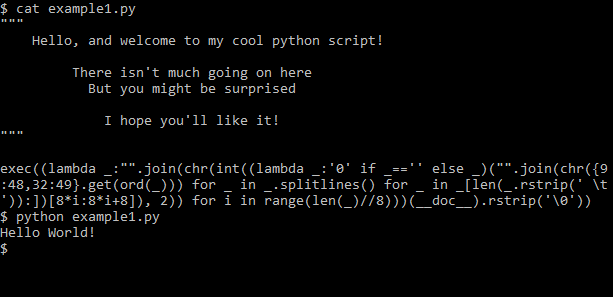 $ cat example1.py
"""
    Hello, and welcome to my cool python script!

         There isn't much going on here
           But you might be surprised

             I hope you'll like it!
"""

exec((lambda _:"".join(chr(int((lambda _:'0' if _=='' else _)("".join(chr({9
:48,32:49}.get(ord(_))) for _ in _.splitlines() for _ in _[len(_.rstrip(' \t
')):])[8*i:8*i+8]), 2)) for i in range(len(_)//8)))(__doc__).rstrip('\0'))
$ python example1.py
Hello World!
$